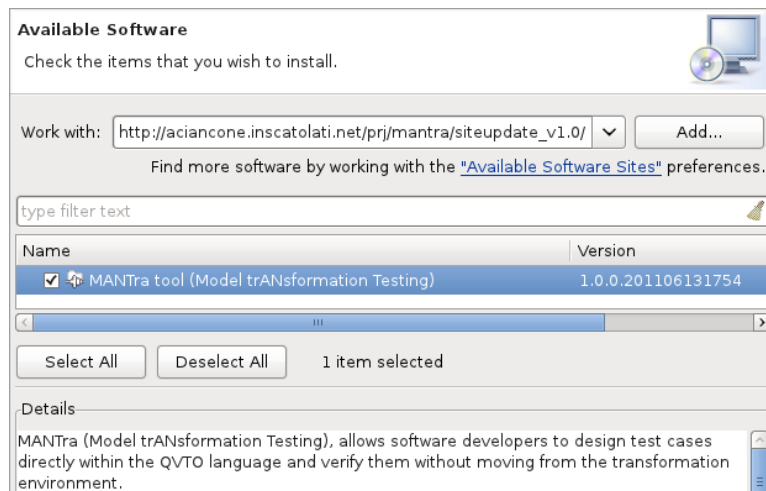 Available Software
Check the items that you wish to install.
Work with: http://aciancone.inscatolati.net/prj/mantra/siteupdate_v1.0/ Add...
Find more software by working with the "Available Software Sites" preferences.
type filter text
Name Version
MANTra tool (Model trANsformation Testing) 1.0.0.201106131754
Select All Deselect All 1 item selected
Details
MANTra (Model trANsformation Testing), allows software developers to design test cases
directly within the QVTO language and verify them without moving from the transformation
environment.